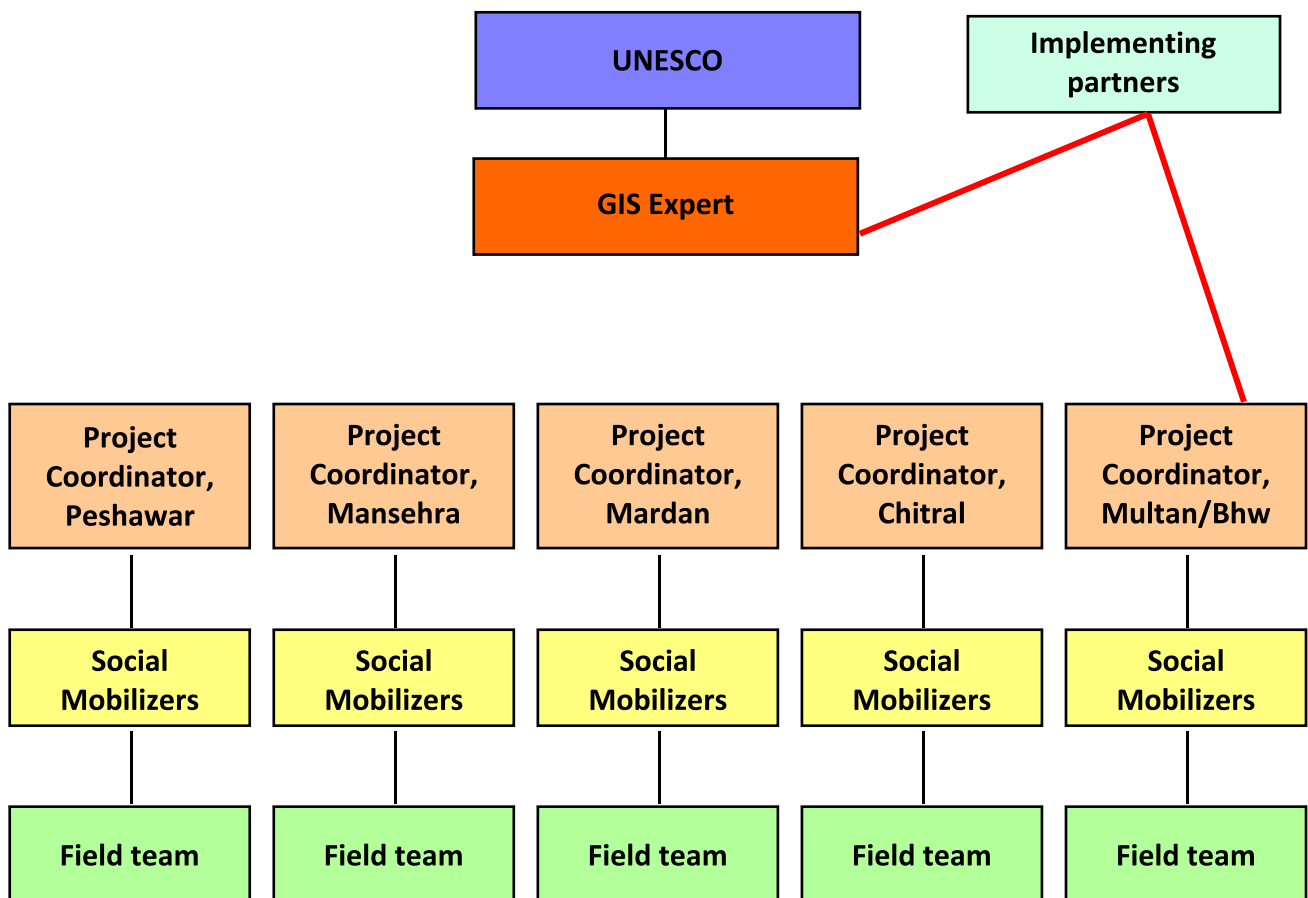 UNESCO
Implementing
partners
GIS Expert
Project
Coordinator,
Peshawar
Project
Coordinator,
Mansehra
Project
Coordinator,
Mardan
Project
Coordinator,
Chitral
Project
Coordinator,
Multan/Bhw
Social
Mobilizers
Social
Mobilizers
Social
Mobilizers
Social
Mobilizers
Social
Mobilizers
Field team
Field team
Field team
Field team
Field team